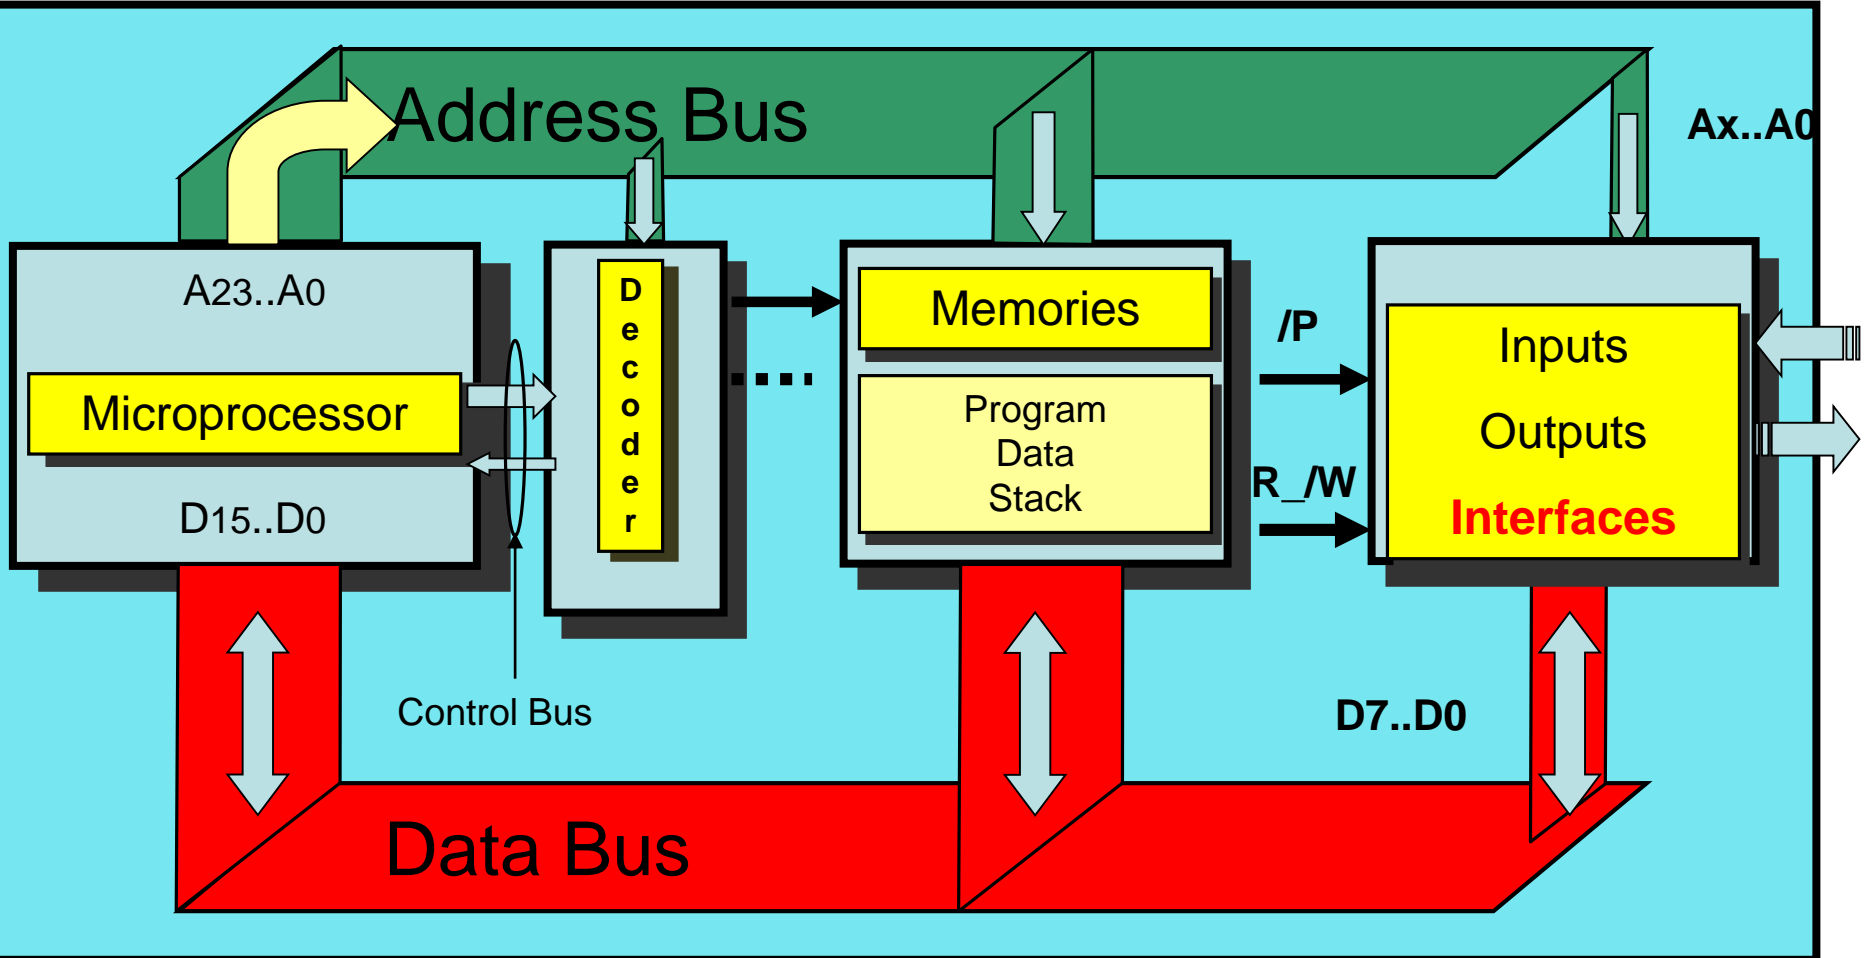 Address Bus
Ax..A0
A23..A0
Microprocessor
D15..D0
Decoder
Memories
Program
Data
Stack
/P
R_/W
Inputs
Outputs
Interfaces
Control Bus
D7..D0
Data Bus